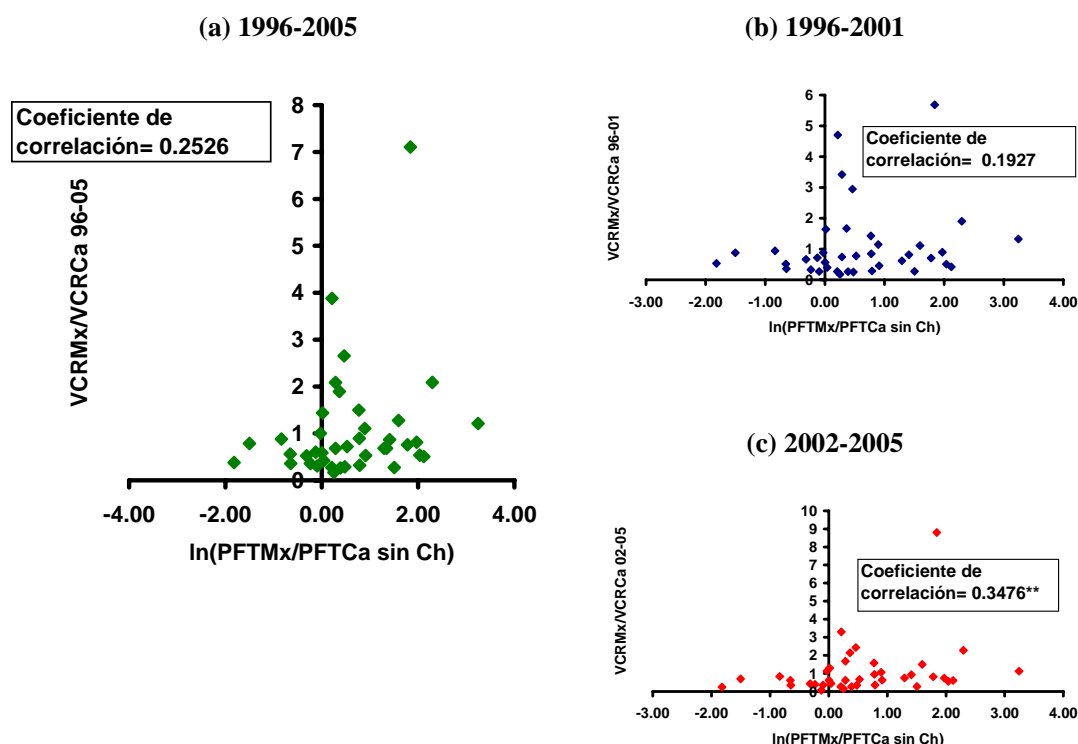 (a) 1996-2005
Coeficiente de
correlación= 0.2526
VCRMx/VCRCa 96-05
8
7
6
5
4
3
2
1
0
-4.00 -2.00 0.00 2.00 4.00
ln(PFTMx/PFTCa sin Ch)
(b) 1996-2001
Coeficiente de
correlación= 0.1927
VCRMx/VCRCa 96-01
6
5
4
3
2
1
0
-3.00 -2.00 -1.00 0.00 1.00 2.00 3.00 4.00
ln(PFTMx/PFTCa sin Ch)
(c) 2002-2005
Coeficiente de
correlación= 0.3476**
VCRMx/VCRCa 02-05
10
9
8
7
6
5
4
3
2
1
0
-3.00 -2.00 -1.00 0.00 1.00 2.00 3.00 4.00
ln(PFTMx/PFTCa sin Ch)